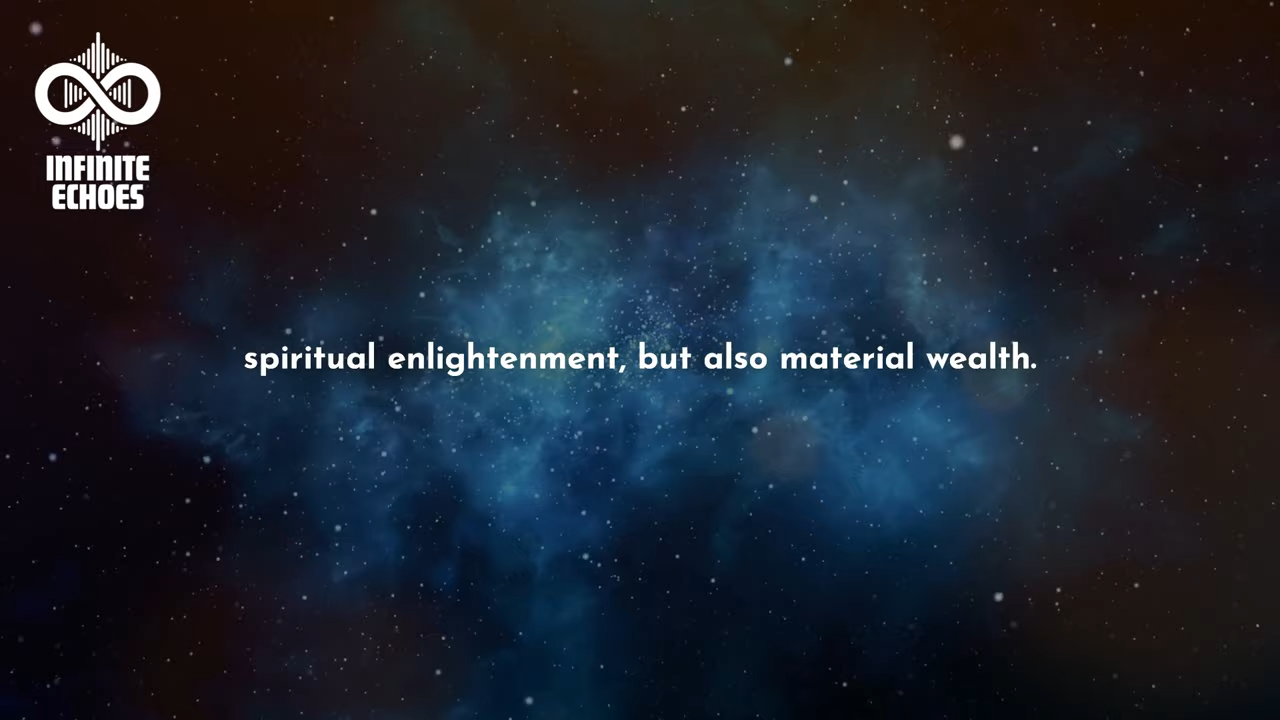 INFINITE
ECHOES
spiritual enlightenment, but also material wealth.